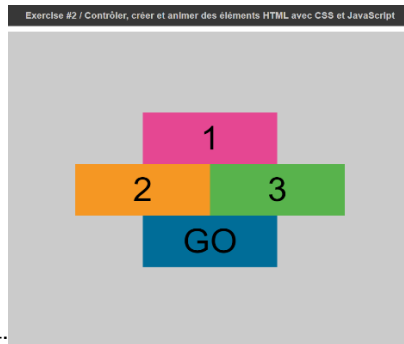 Exercise #2 / Contrôler, créer et animer des éléments HTML avec CSS et JavaScript
1
2 3
GO